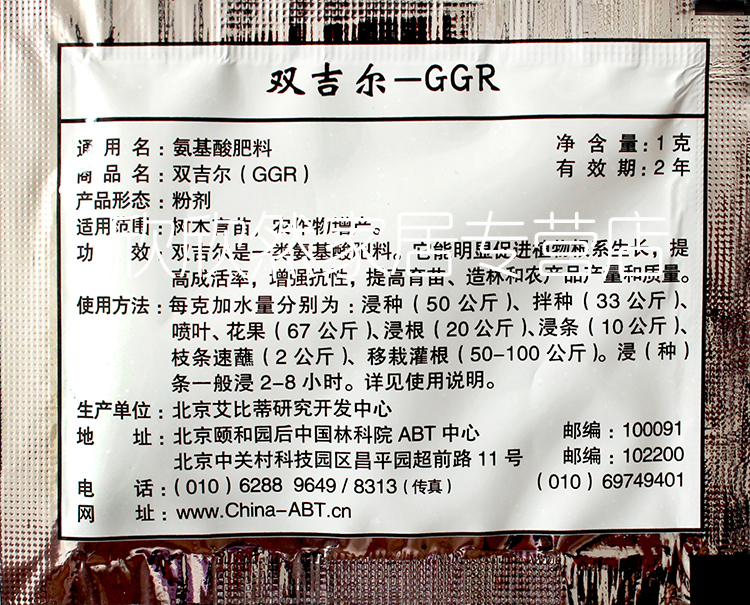 双吉尔—GGR
通用名：氨基酸肥料 净含量：1克
商品名：双吉尔（GGR） 有效期：2年
产品形态：粉剂
适用范围：树木育苗、农作物增产。
功 效：双吉尔是一类氨基酸肥料。它能明显促进植物根系生长，提
高成活率，增强抗性，提高育苗、造林和农产品产量和质量。
使用方法：每克加水量分别为：浸种（50公斤）、拌种（33公斤）、
喷叶、花果（67公斤）、浸根（20公斤）、浸条（10公斤）、
枝条速蘸（2公斤）、移栽灌根（50-100公斤）。浸（种）
条一般浸2-8小时。详见使用说明。
生产单位：北京艾比蒂研究开发中心
地 址：北京颐和园后中国林科院ABT中心 邮编：100091
北京中关村科技园区昌平园超前路11号 邮编：102200
电 话：（010）6288 9649/8313（传真） （010）69749401
网 址：www.China-ABT.cn